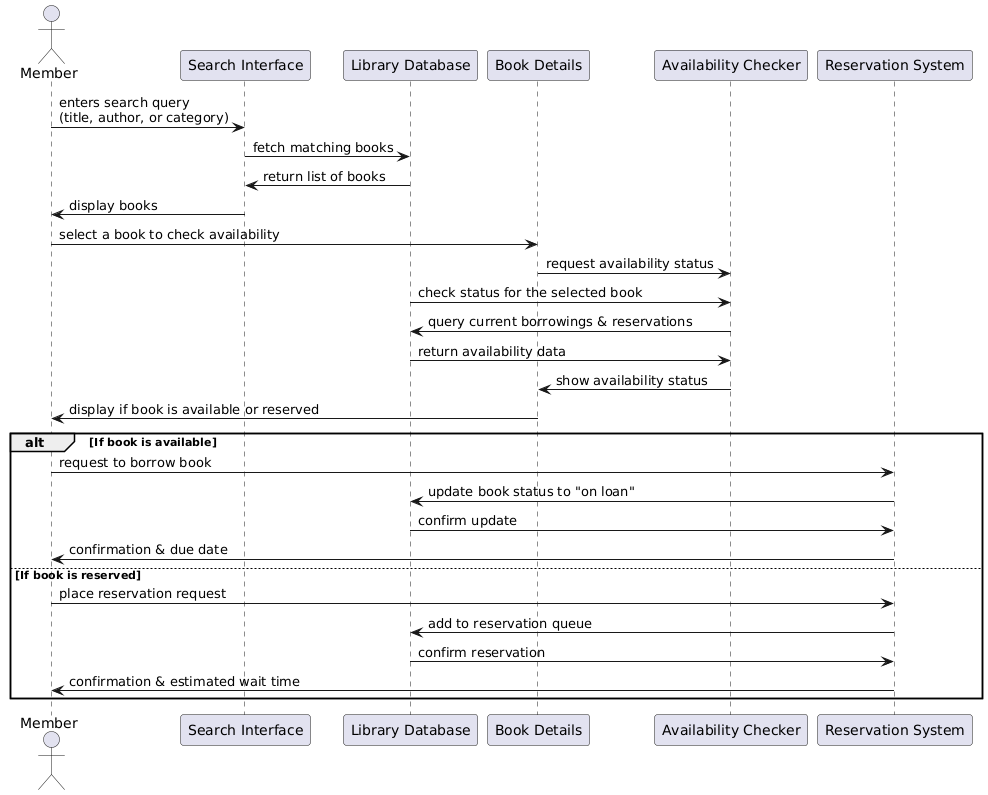 Member
Search Interface
Library Database
Book Details
Availability Checker
Reservation System
enters search query
(title, author, or category)
fetch matching books
return list of books
display books
select a book to check availability
request availability status
check status for the selected book
query current borrowings & reservations
return availability data
show availability status
display if book is available or reserved
alt
[If book is available]
request to borrow book
update book status to "on loan"
confirm update
confirmation & due date
[If book is reserved]
place reservation request
add to reservation queue
confirm reservation
confirmation & estimated wait time
Member
Search Interface
Library Database
Book Details
Availability Checker
Reservation System